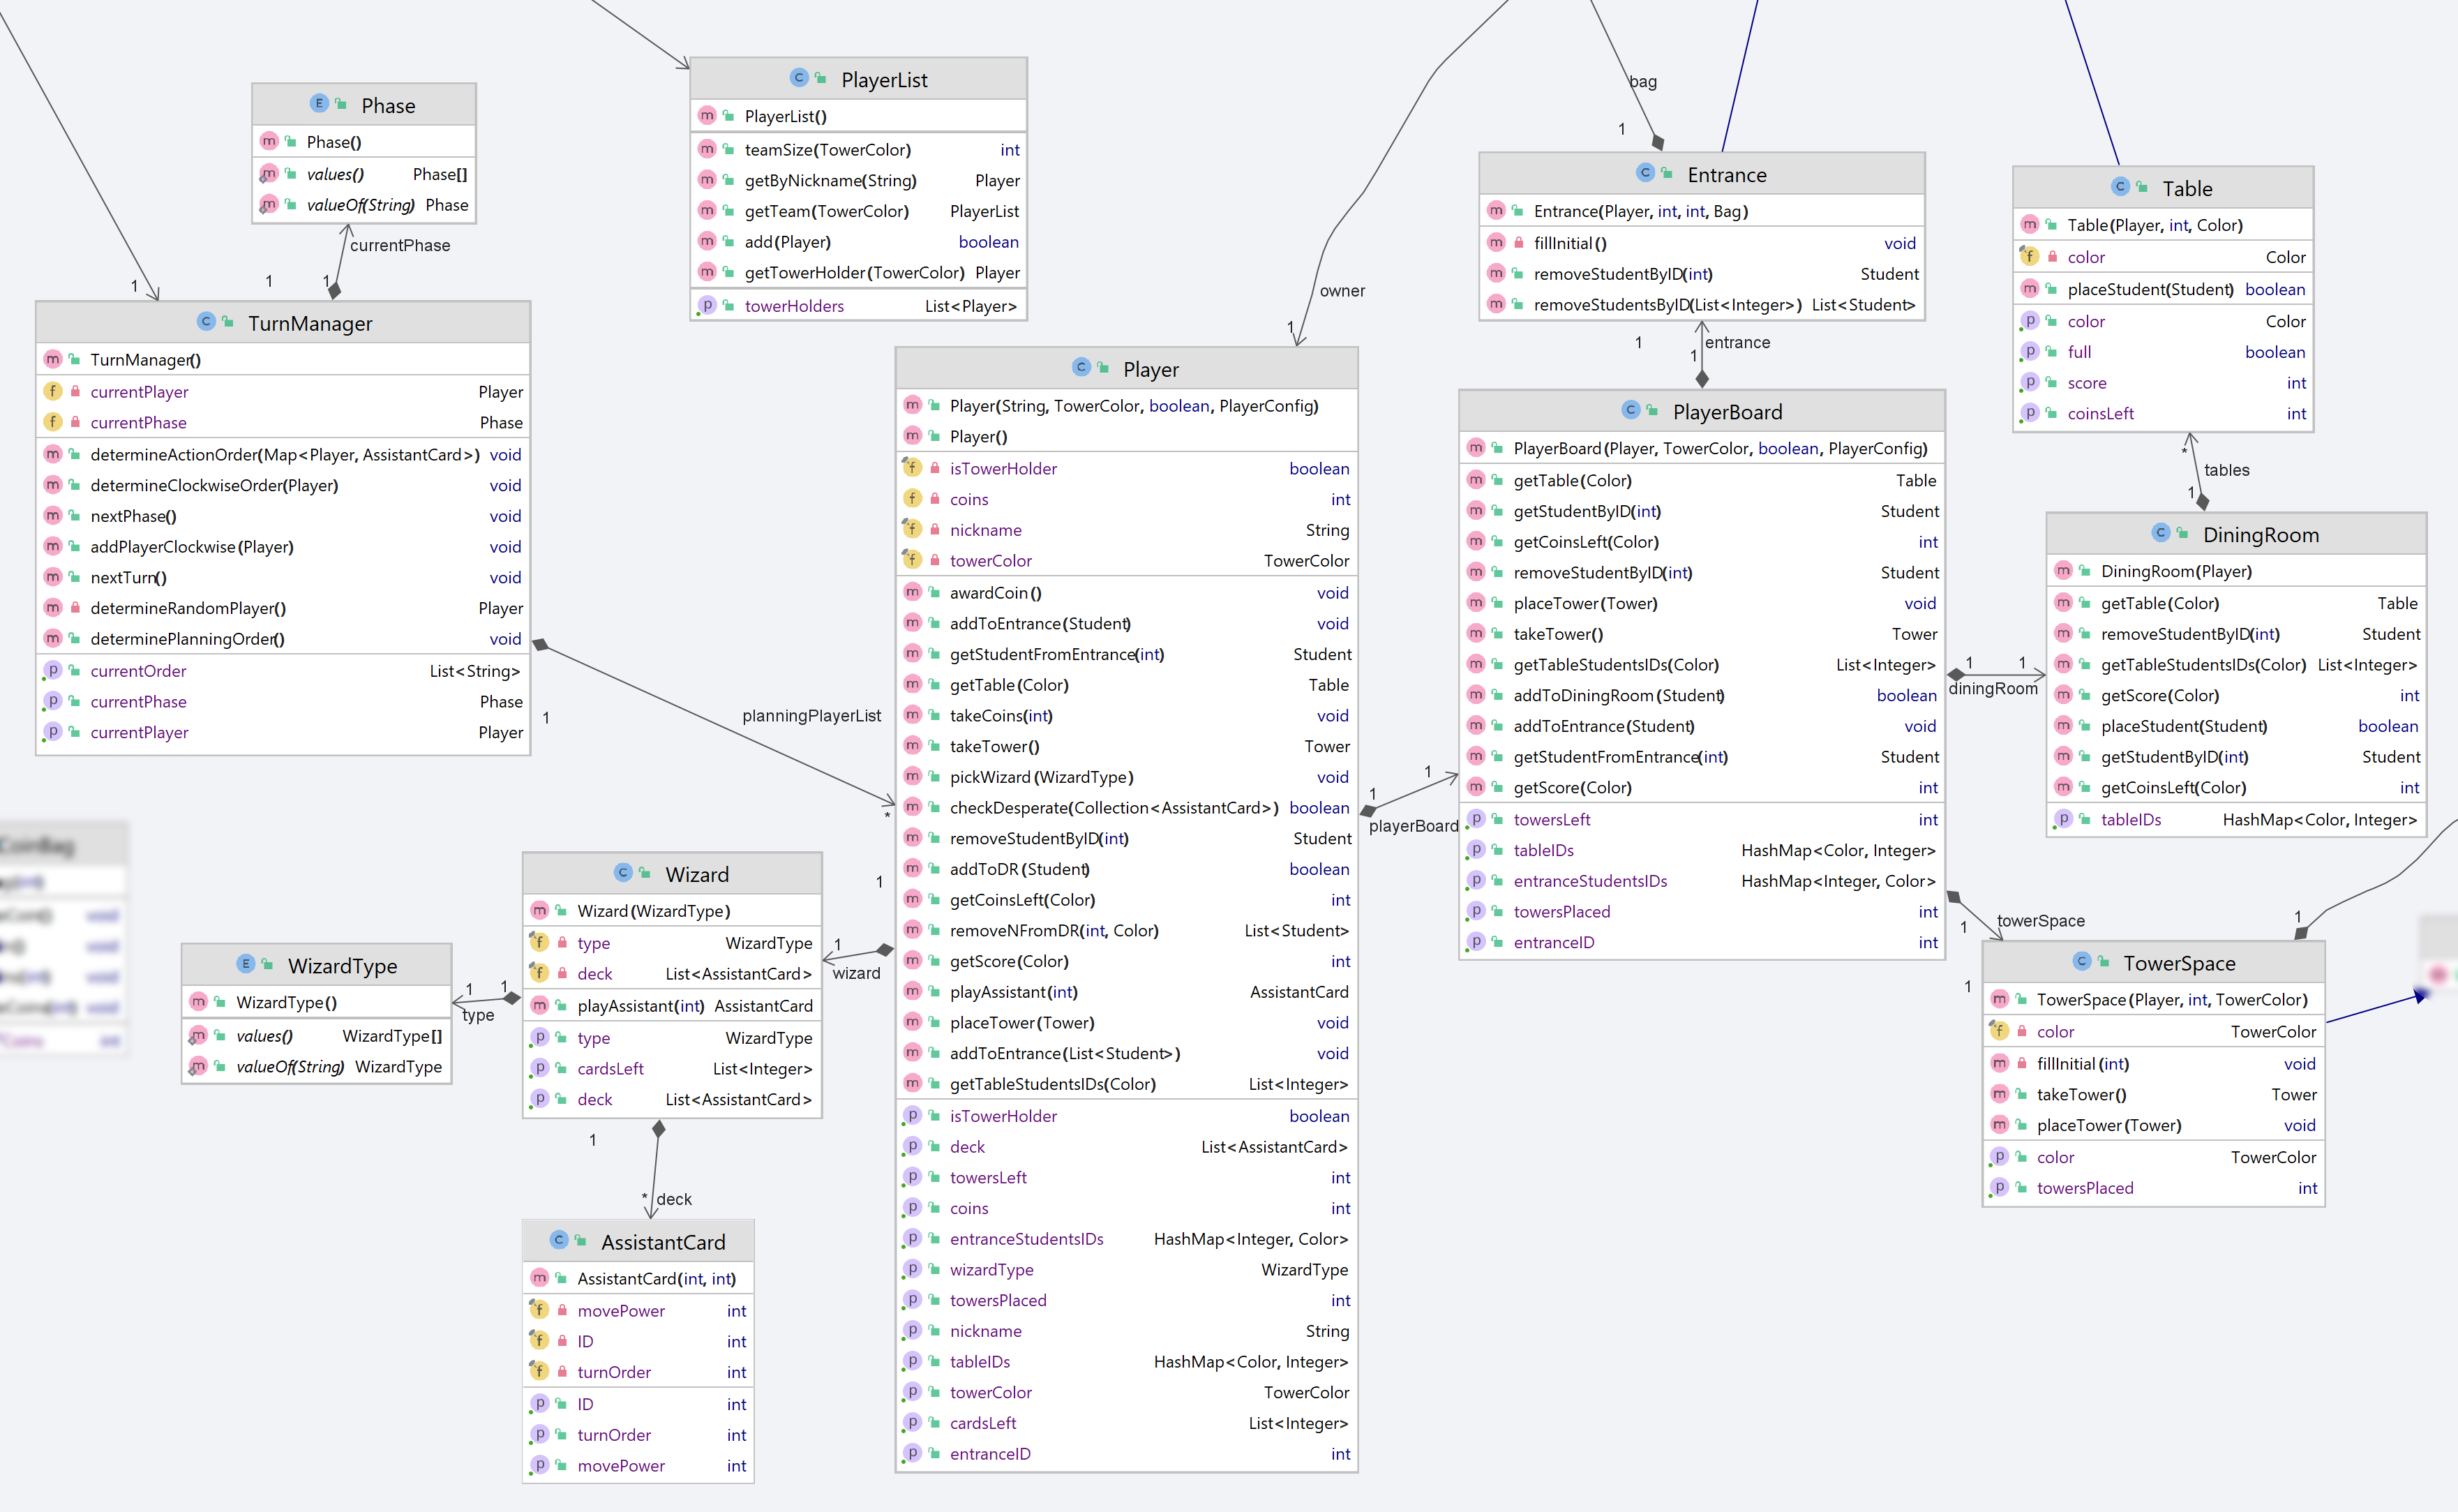 Phase
Phase()
values() Phase[]
valueOf(String) Phase
currentPhase
1
1
1
TurnManager
TurnManager()
currentPlayer Player
currentPhase Phase
determineActionOrder(Map<Player, AssistantCard>) void
determineClockwiseOrder(Player) void
nextPhase() void
addPlayerClockwise(Player) void
nextTurn() void
determineRandomPlayer() Player
determinePlanningOrder() void
currentOrder List<String>
currentPhase Phase
currentPlayer Player
1
planningPlayerList
*
PlayerList
PlayerList()
teamSize(TowerColor) int
getByNickname(String) Player
getTeam(TowerColor) PlayerList
add(Player) boolean
getTowerHolder(TowerColor) Player
towerHolders List<Player>
owner
1
Player
Player(String, TowerColor, boolean, PlayerConfig)
Player()
isTowerHolder boolean
coins int
nickname String
towerColor TowerColor
awardCoin() void
addToEntrance(Student) void
getStudentFromEntrance(int) Student
getTable(Color) Table
takeCoins(int) void
takeTower() Tower
pickWizard(WizardType) void
checkDesperate(Collection<AssistantCard>) boolean
removeStudentByID(int) Student
addToDR(Student) boolean
getCoinsLeft(Color) int
removeNFromDR(int, Color) List<Student>
getScore(Color) int
playAssistant(int) AssistantCard
placeTower(Tower) void
addToEntrance(List<Student>) void
getTableStudentsIDs(Color) List<Integer>
isTowerHolder boolean
deck List<AssistantCard>
towersLeft int
coins int
entranceStudentsIDs HashMap<Integer, Color>
wizardType WizardType
towersPlaced int
nickname String
tableIDs HashMap<Color, Integer>
towerColor TowerColor
cardsLeft List<Integer>
entranceID int
1
1
wizard
Wizard
Wizard(WizardType)
type WizardType
deck List<AssistantCard>
playAssistant(int) AssistantCard
type WizardType
cardsLeft List<Integer>
deck List<AssistantCard>
1
1
type
WizardType
WizardType()
values() WizardType[]
valueOf(String) WizardType
1
* deck
AssistantCard
AssistantCard(int, int)
movePower int
ID int
turnOrder int
ID int
turnOrder int
movePower int
CoinBag
void
void
void
void
int
bag
1
Entrance
Entrance(Player, int, int, Bag)
fillInitial() void
removeStudentByID(int) Student
removeStudentsByID(List<Integer>) List<Student>
1
1
entrance
PlayerBoard
PlayerBoard(Player, TowerColor, boolean, PlayerConfig)
getTable(Color) Table
getStudentByID(int) Student
getCoinsLeft(Color) int
removeStudentByID(int) Student
placeTower(Tower) void
takeTower() Tower
getTableStudentsIDs(Color) List<Integer>
addToDiningRoom(Student) boolean
addToEntrance(Student) void
getStudentFromEntrance(int) Student
getScore(Color) int
towersLeft int
tableIDs HashMap<Color, Integer>
entranceStudentsIDs HashMap<Integer, Color>
towersPlaced int
entranceID int
1
1
playerBoard
Table
Table(Player, int, Color)
color Color
placeStudent(Student) boolean
color Color
full boolean
score int
coinsLeft int
*
tables
1
DiningRoom
DiningRoom(Player)
getTable(Color) Table
removeStudentByID(int) Student
getTableStudentsIDs(Color) List<Integer>
getScore(Color) int
placeStudent(Student) boolean
getStudentByID(int) Student
getCoinsLeft(Color) int
tableIDs HashMap<Color, Integer>
1
1
diningRoom
towerSpace
1
1
1
TowerSpace
TowerSpace(Player, int, TowerColor)
color TowerColor
fillInitial(int) void
takeTower() Tower
placeTower(Tower) void
color TowerColor
towersPlaced int